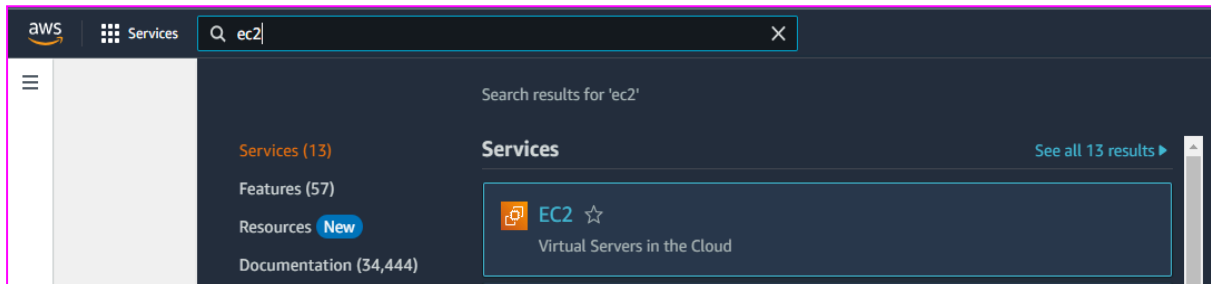 aws Services ec2
Search results for 'ec2'
Services (13)
Features (57)
Resources New
Documentation (34,444)
Services See all 13 results
EC2
Virtual Servers in the Cloud